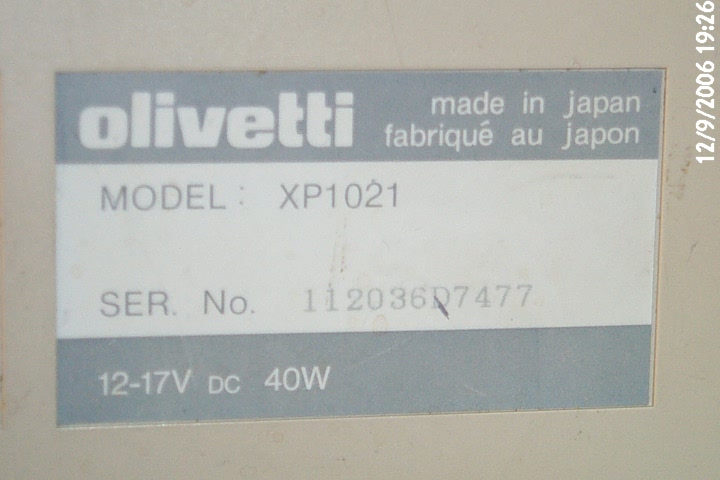 olivetti
made in japan
fabriqué au japon
MODEL: XP1021
SER. No. 112036D7477
12-17V DC 40W
12/9/2006 19:26